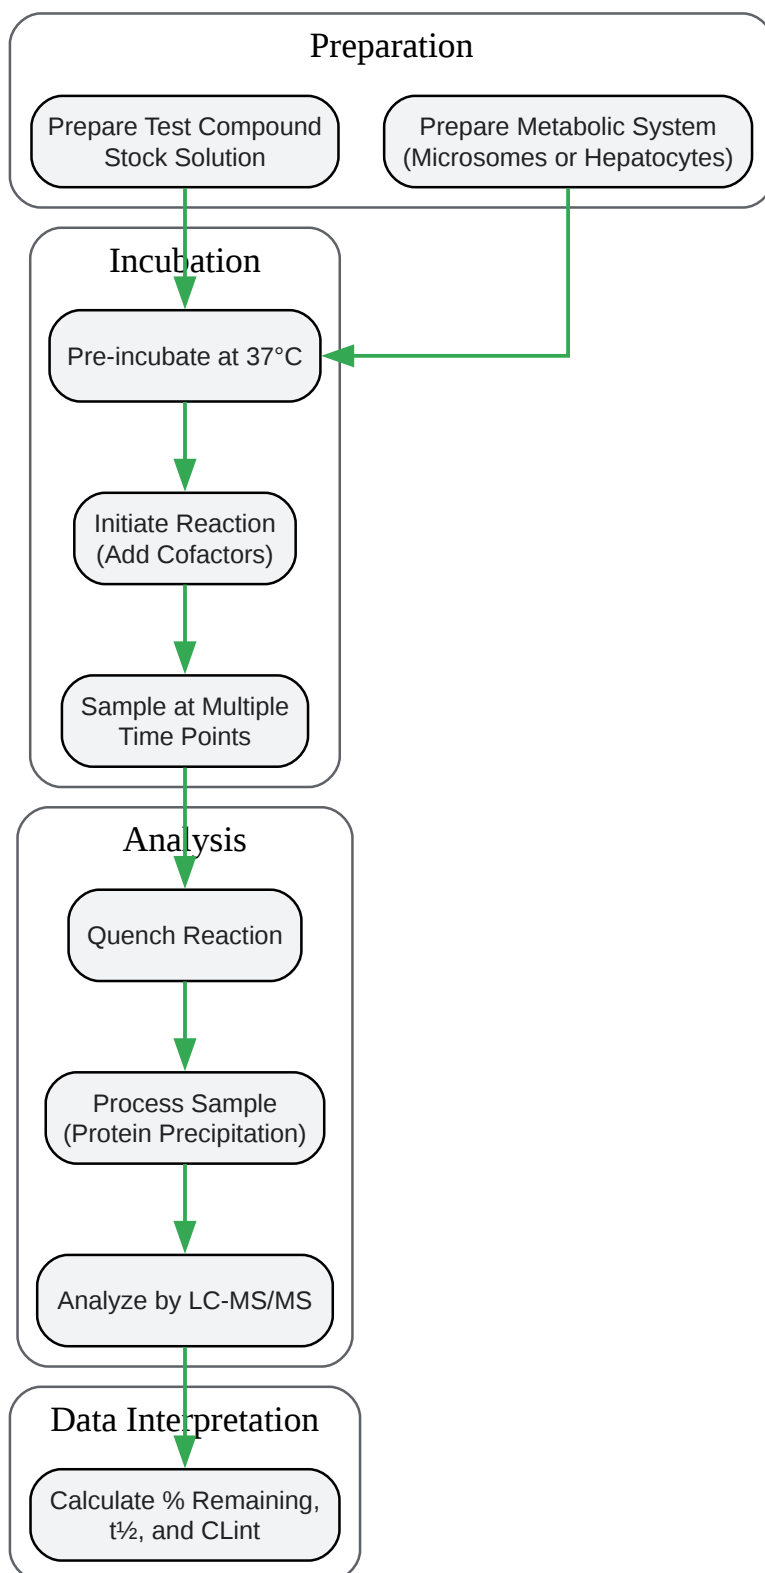 Preparation
Prepare Test Compound
Stock Solution
Prepare Metabolic System
(Microsomes or Hepatocytes)
Incubation
Pre-incubate at 37°C
Initiate Reaction
(Add Cofactors)
Sample at Multiple
Time Points
Analysis
Quench Reaction
Process Sample
(Protein Precipitation)
Analyze by LC-MS/MS
Data Interpretation
Calculate % Remaining,
t½, and CLint